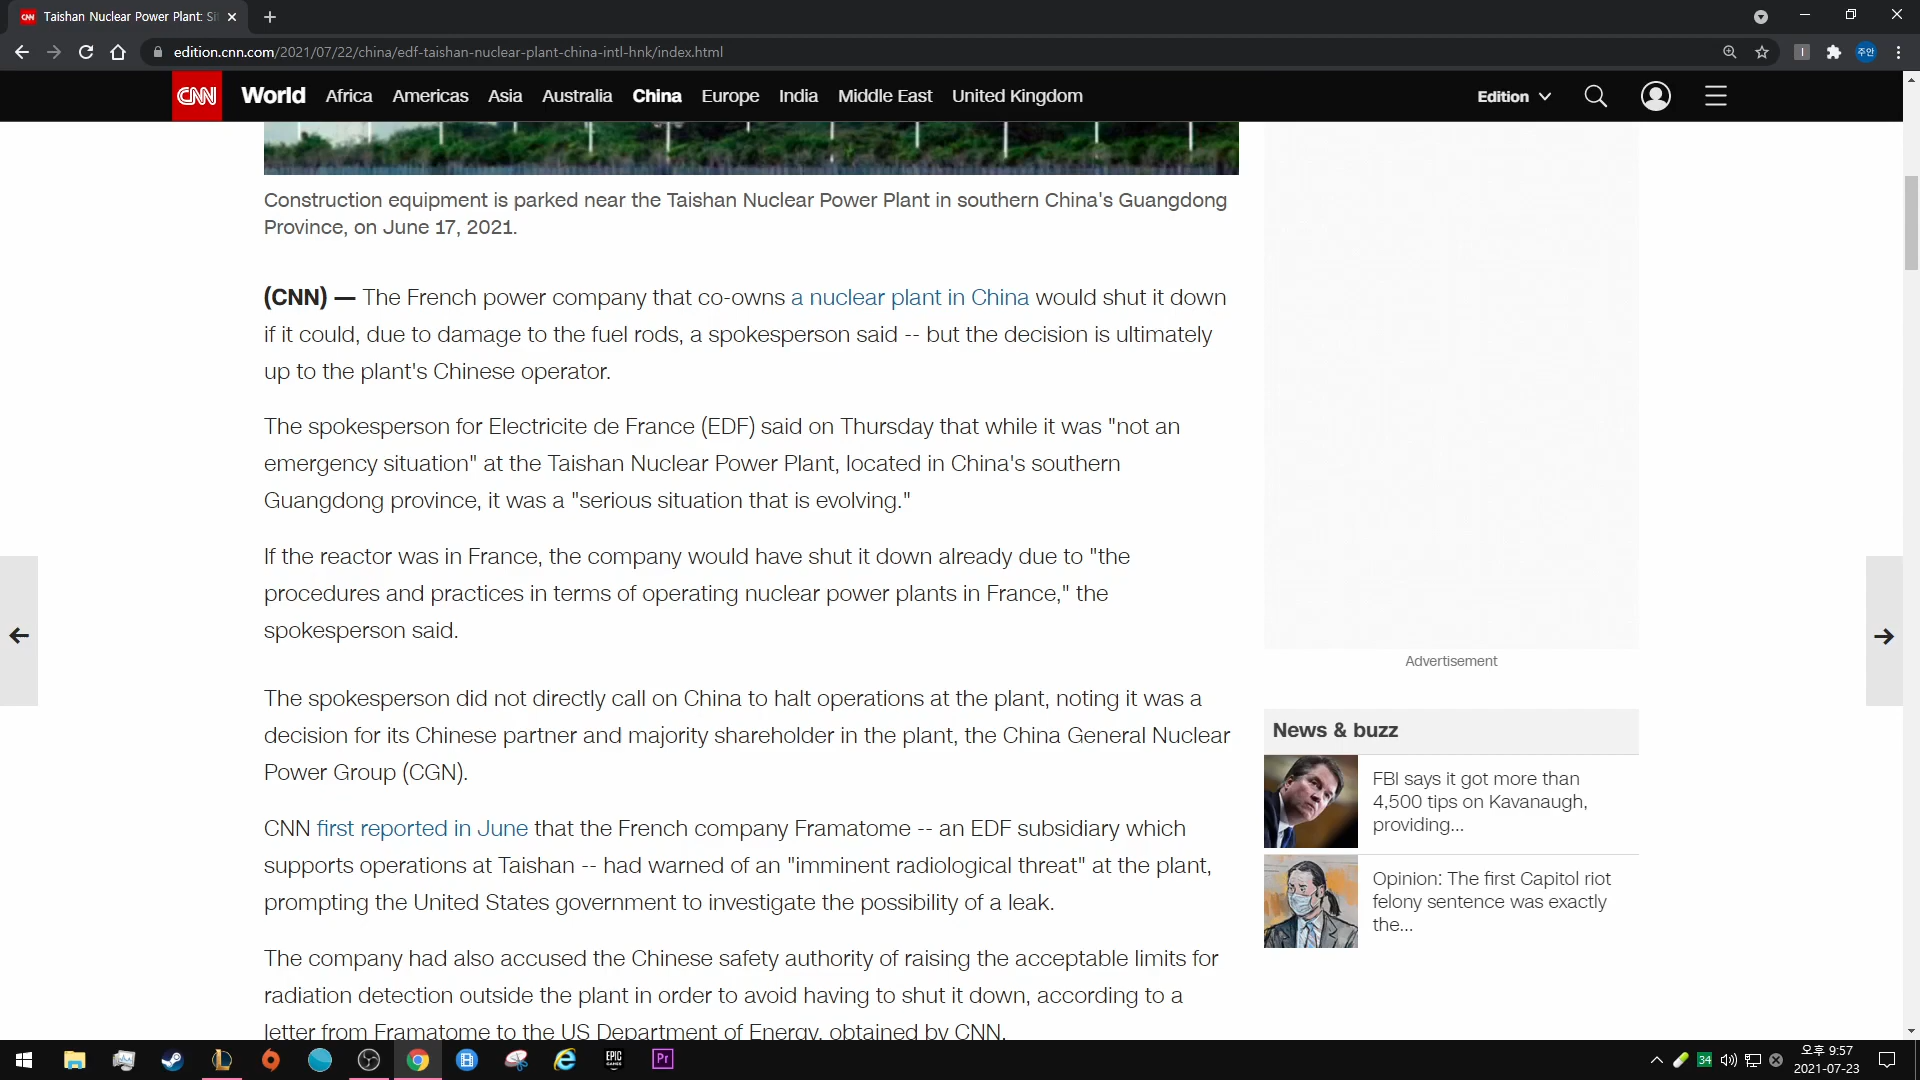 Taishan Nuclear Power Plant: Si
edition.cnn.com/2021/07/22/china/edf-taishan-nuclear-plant-china-intl-hnk/index.html
I
주안
CNN World Africa Americas Asia Australia China Europe India Middle East United Kingdom
Edition
Construction equipment is parked near the Taishan Nuclear Power Plant in southern China's Guangdong
Province, on June 17, 2021.
(CNN) — The French power company that co-owns a nuclear plant in China would shut it down
if it could, due to damage to the fuel rods, a spokesperson said -- but the decision is ultimately
up to the plant's Chinese operator.
The spokesperson for Electricite de France (EDF) said on Thursday that while it was "not an
emergency situation" at the Taishan Nuclear Power Plant, located in China's southern
Guangdong province, it was a "serious situation that is evolving."
If the reactor was in France, the company would have shut it down already due to "the
procedures and practices in terms of operating nuclear power plants in France," the
spokesperson said.
The spokesperson did not directly call on China to halt operations at the plant, noting it was a
decision for its Chinese partner and majority shareholder in the plant, the China General Nuclear
Power Group (CGN).
CNN first reported in June that the French company Framatome -- an EDF subsidiary which
supports operations at Taishan -- had warned of an "imminent radiological threat" at the plant,
prompting the United States government to investigate the possibility of a leak.
The company had also accused the Chinese safety authority of raising the acceptable limits for
radiation detection outside the plant in order to avoid having to shut it down, according to a
letter from Framatome to the US Department of Energy, obtained by CNN.
Advertisement
News & buzz
FBI says it got more than
4,500 tips on Kavanaugh,
providing...
Opinion: The first Capitol riot
felony sentence was exactly
the...
EPIC
GAMES
Pr
34
오후 9:57
2021-07-23